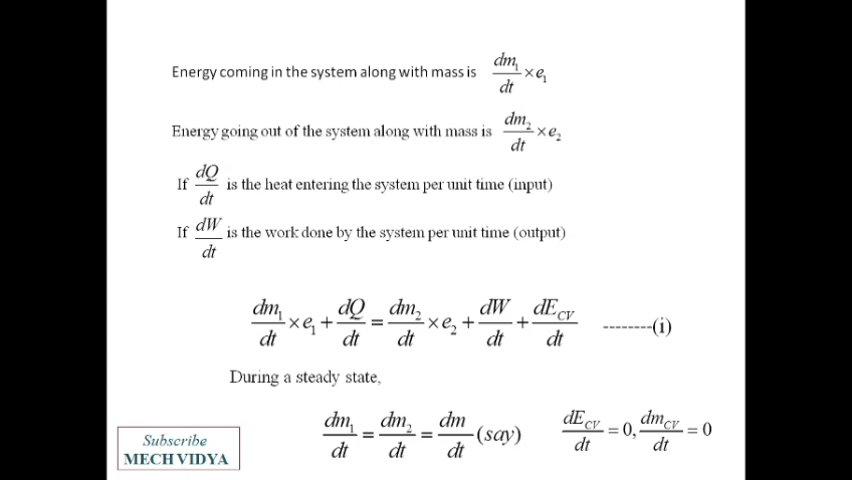 Energy coming in the system along with mass is dm₁/dt × e₁
Energy going out of the system along with mass is dm₂/dt × e₂
If dQ/dt is the heat entering the system per unit time (input)
If dW/dt is the work done by the system per unit time (output)
dm₁/dt × e₁ + dQ/dt = dm₂/dt × e₂ + dW/dt + dE_CV/dt --------(i)
During a steady state,
dm₁/dt = dm₂/dt = dm/dt (say) dE_CV/dt = 0, dm_CV/dt = 0
Subscribe
MECH VIDYA